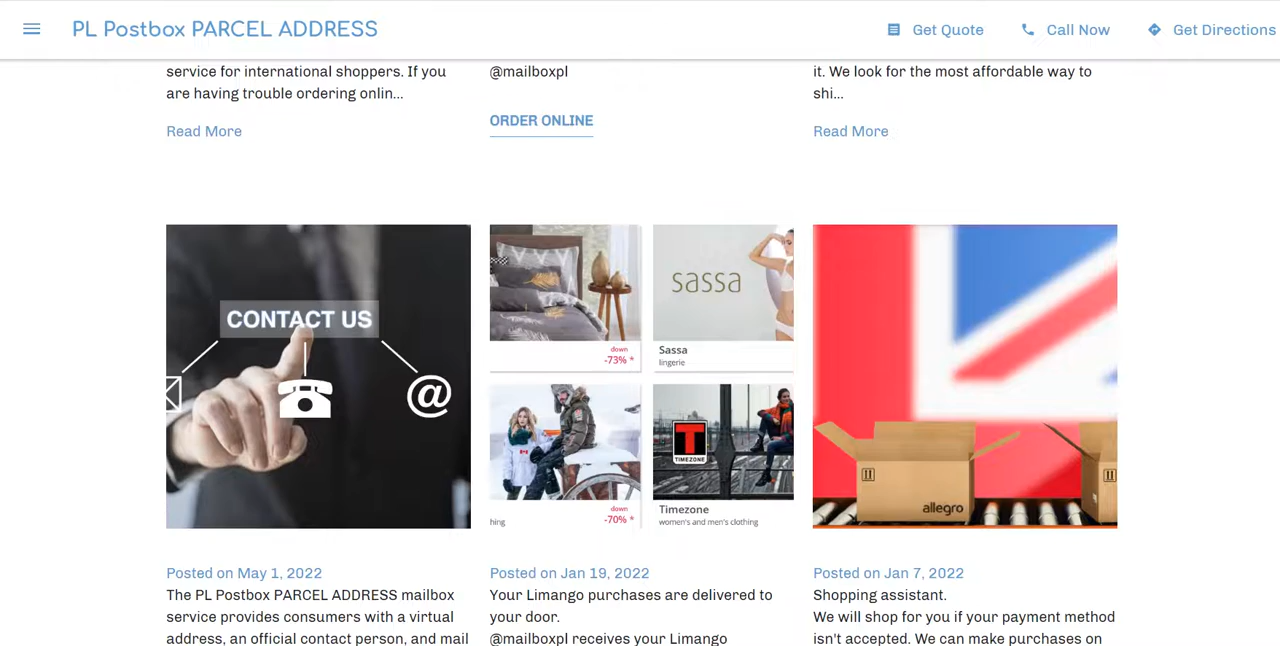 PL Postbox PARCEL ADDRESS
Get Quote
Call Now
Get Directions
service for international shoppers. If you
are having trouble ordering onlin...
Read More
@mailboxpl
ORDER ONLINE
it. We look for the most affordable way to
shi...
Read More
CONTACT US
@
down
-73% *
sassa
Sassa
lingerie
hing
down
-70% *
T
TIMEZONE
Timezone
women's and men's clothing
allegro
Posted on May 1, 2022
The PL Postbox PARCEL ADDRESS mailbox
service provides consumers with a virtual
address, an official contact person, and mail
Posted on Jan 19, 2022
Your Limango purchases are delivered to
your door.
@mailboxpl receives your Limango
Posted on Jan 7, 2022
Shopping assistant.
We will shop for you if your payment method
isn't accepted. We can make purchases on